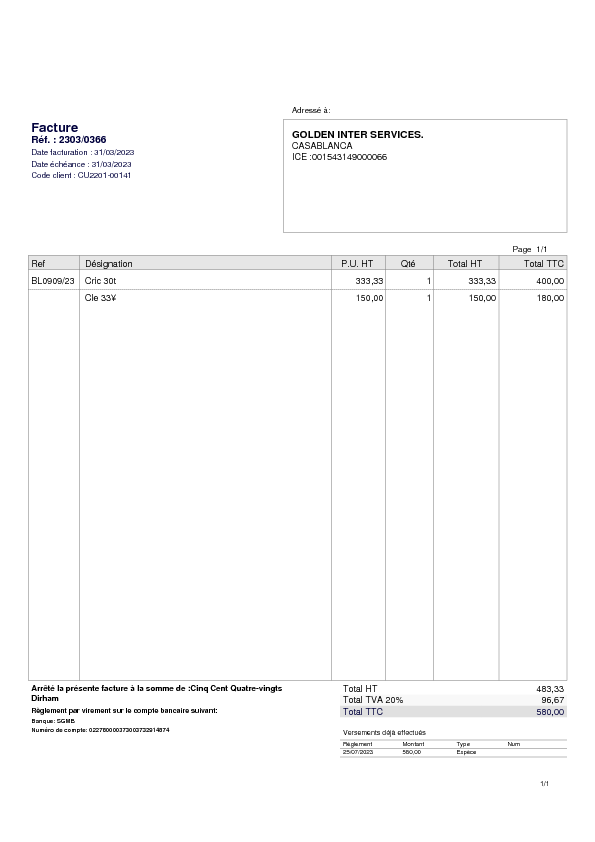 Adressé à:
Facture
Réf. : 2303/0366
Date facturation : 31/03/2023
Date échéance : 31/03/2023
Code client : CU2201-00141
GOLDEN INTER SERVICES.
CASABLANCA
ICE :001543149000066
Page 1/1
Ref Désignation P.U. HT Qté Total HT Total TTC
BL0909/23 Cric 30t 333,33 1 333,33 400,00
Cle 33¥ 150,00 1 150,00 180,00
Arrêté la présente facture à la somme de :Cinq Cent Quatre-vingts
Dirham
Règlement par virement sur le compte bancaire suivant:
Banque: SGMB
Numéro de compte:
Total HT 483,33
Total TVA 20% 96,67
Total TTC 580,00
Versements déjà effectués
Règlement Montant Type Num
25/07/2023 580,00 Espèce
1/1